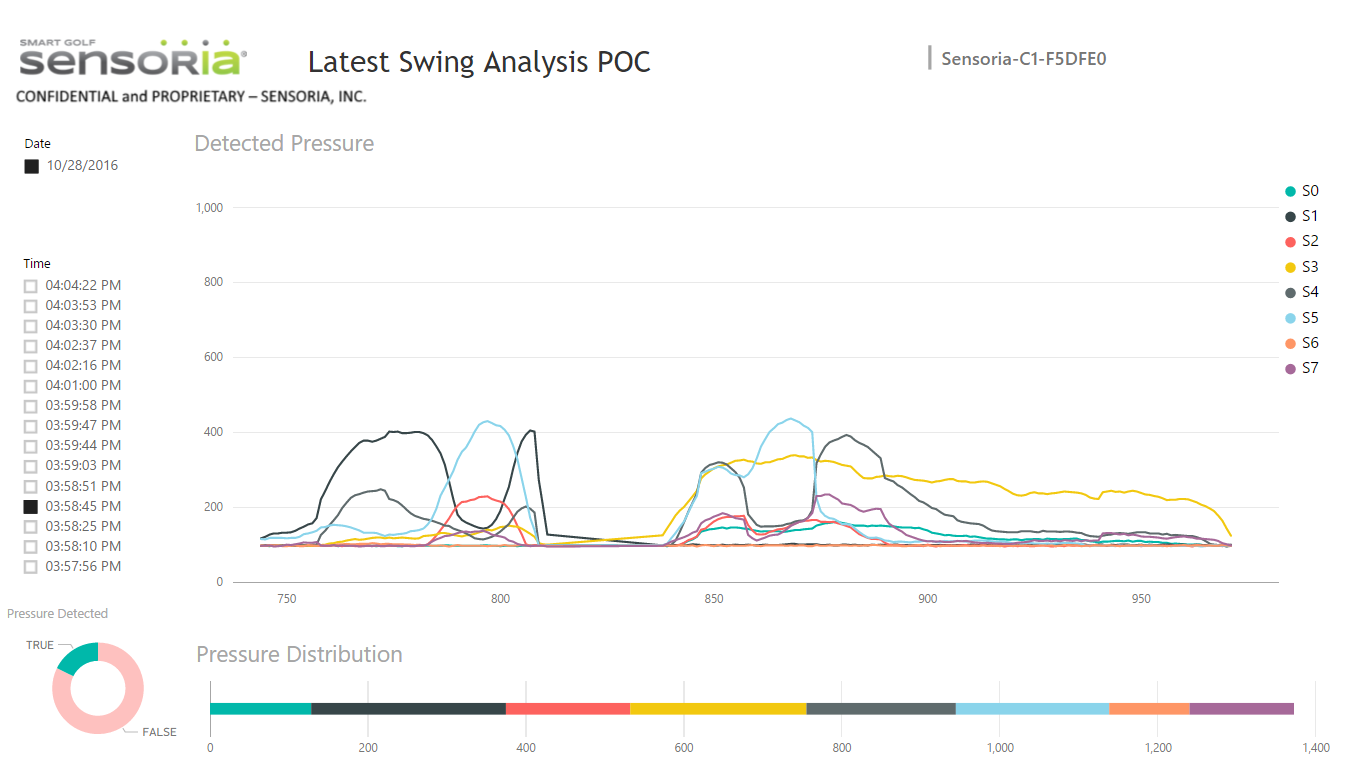 SMART GOLF
sensoria®
CONFIDENTIAL and PROPRIETARY – SENSORIA, INC.
Latest Swing Analysis POC
Sensoria-C1-F5DFE0
Date
10/28/2016
Time
04:04:22 PM
04:03:53 PM
04:03:30 PM
04:02:37 PM
04:02:16 PM
04:01:00 PM
03:59:58 PM
03:59:47 PM
03:59:44 PM
03:59:03 PM
03:58:51 PM
03:58:45 PM
03:58:25 PM
03:58:10 PM
03:57:56 PM
Detected Pressure
1,000
800
600
400
200
0
750 800 850 900 950
S0
S1
S2
S3
S4
S5
S6
S7
Pressure Detected
TRUE
FALSE
Pressure Distribution
0 200 400 600 800 1,000 1,200 1,400